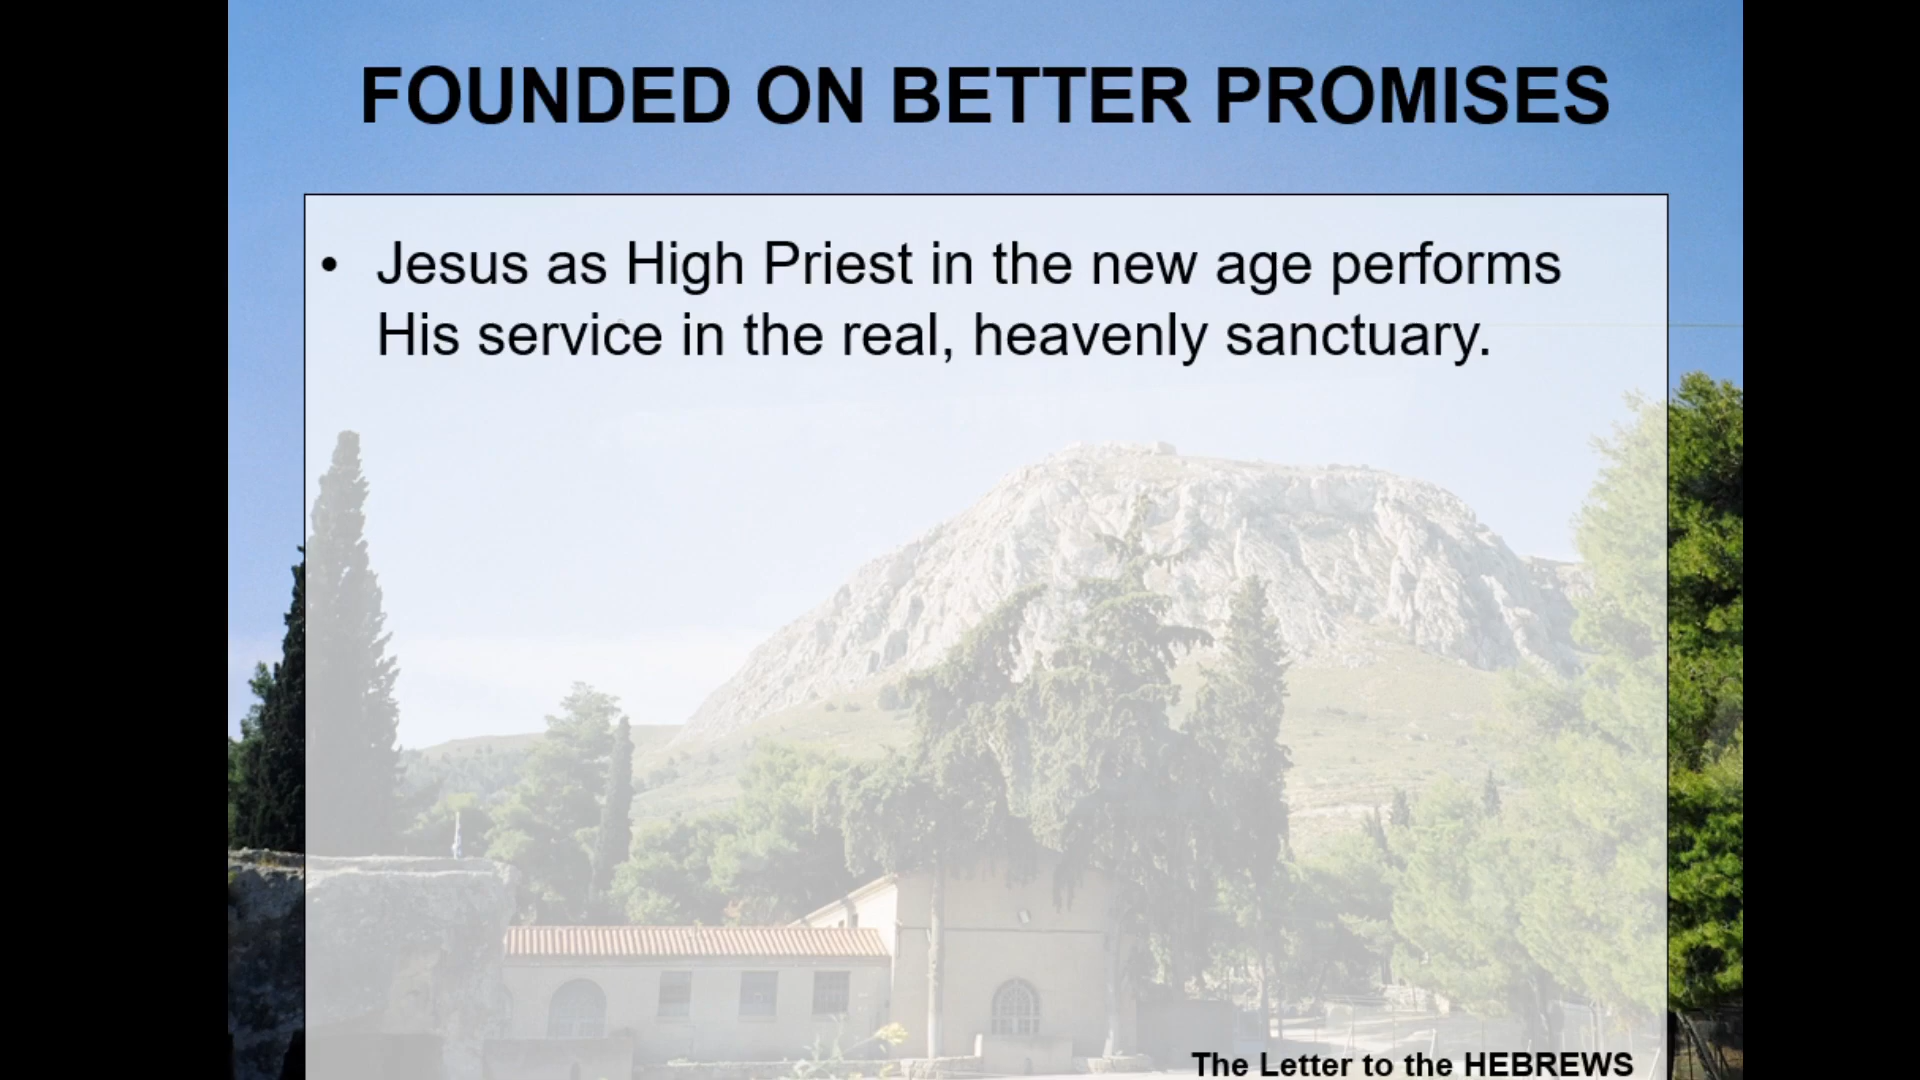 FOUNDED ON BETTER PROMISES
• Jesus as High Priest in the new age performs
His service in the real, heavenly sanctuary.
The Letter to the HEBREWS